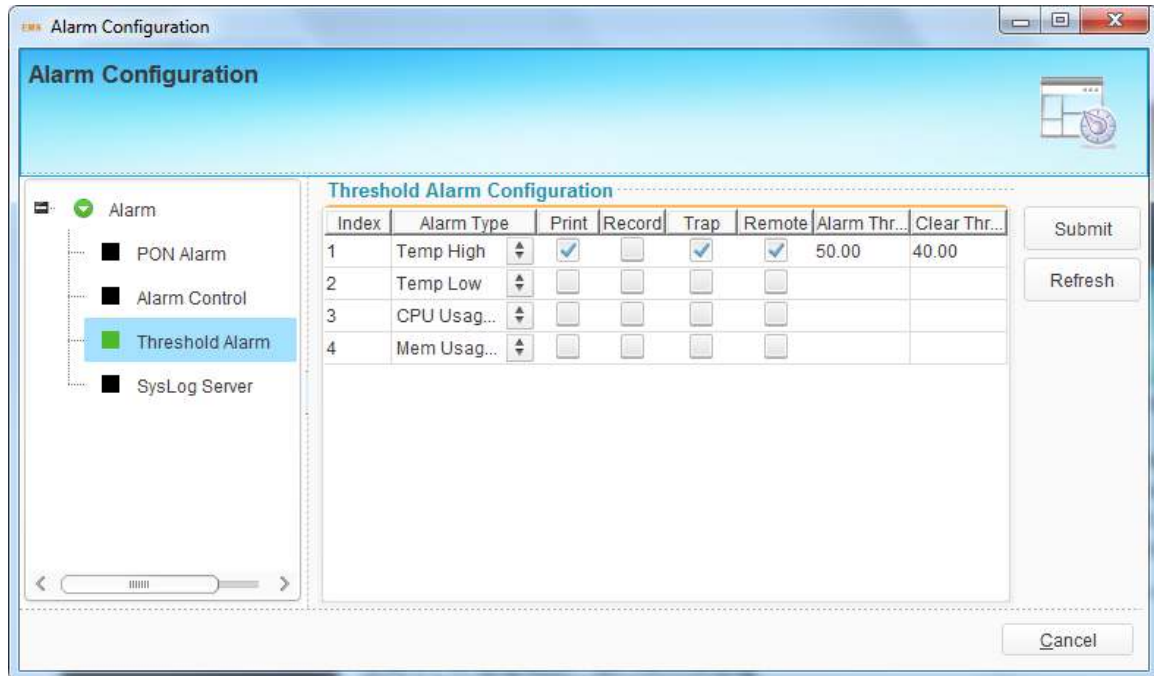 EMS Alarm Configuration
Alarm Configuration
Alarm
PON Alarm
Alarm Control
Threshold Alarm
SysLog Server
Threshold Alarm Configuration
Index Alarm Type Print Record Trap Remote Alarm Thr... Clear Thr...
1 Temp High 50.00 40.00
2 Temp Low
3 CPU Usag...
4 Mem Usag...
Submit
Refresh
Cancel